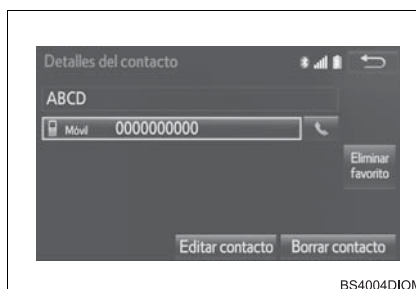 Detalles del contacto
ABCD
Móvil 0000000000
Eliminar
favorito
Editar contacto Borrar contacto
BS4004DIOM